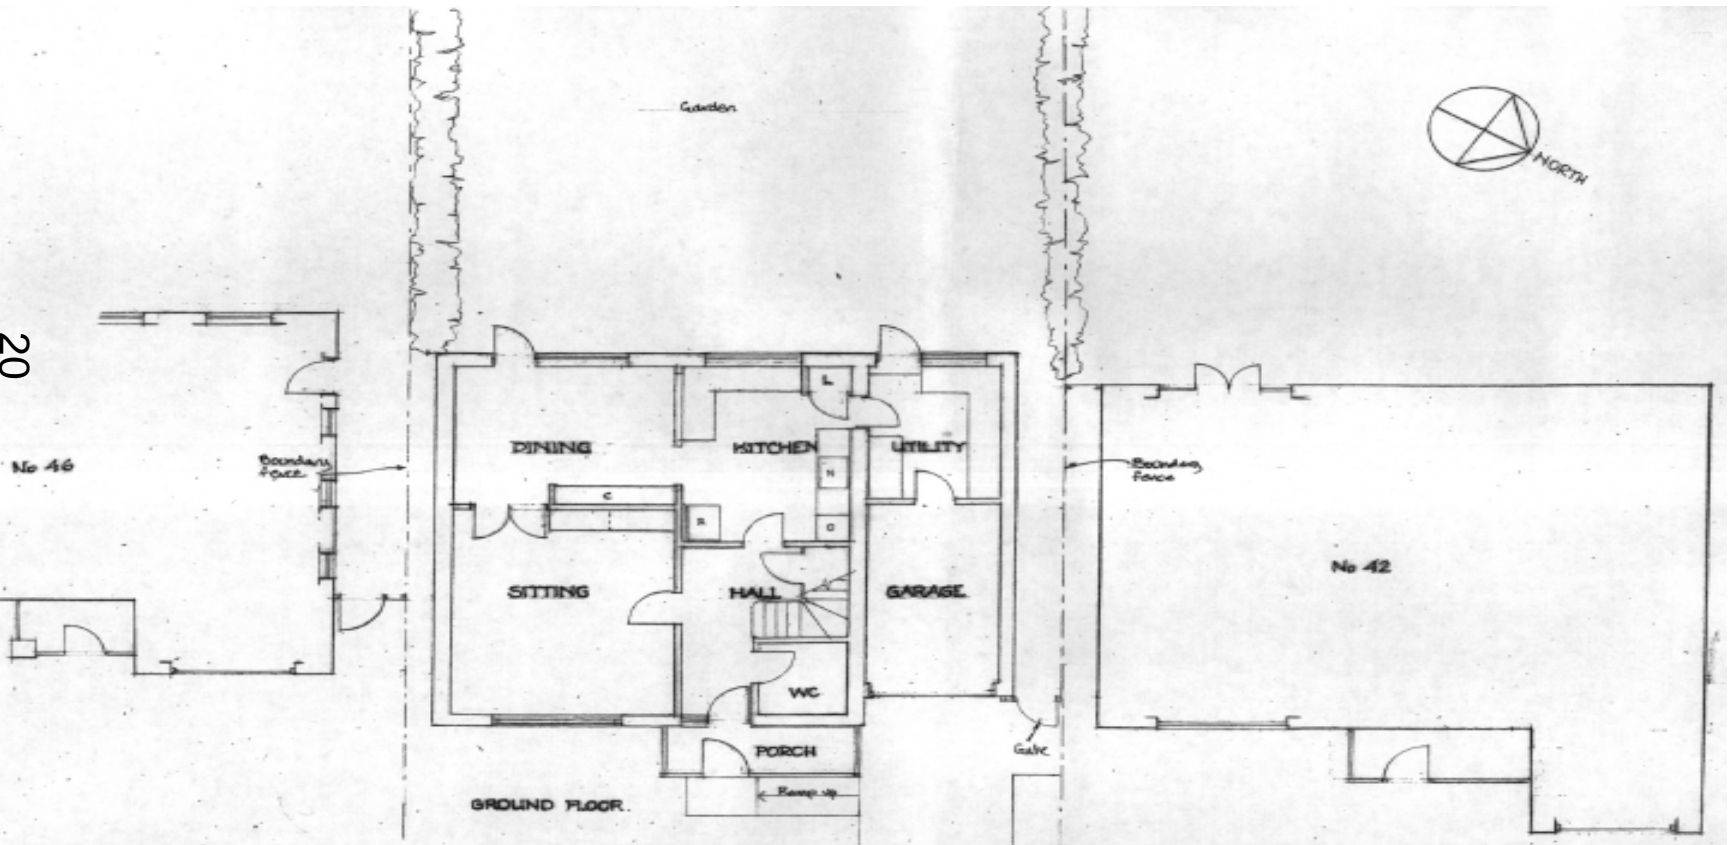 Garden
NORTH
20
No 46
Boundary
fence
DINING
KITCHEN
L
UTILITY
C
Boundary
fence
No 42
SITTING
HALL
GARAGE
WC
PORCH
Gate
Ramp up
GROUND FLOOR